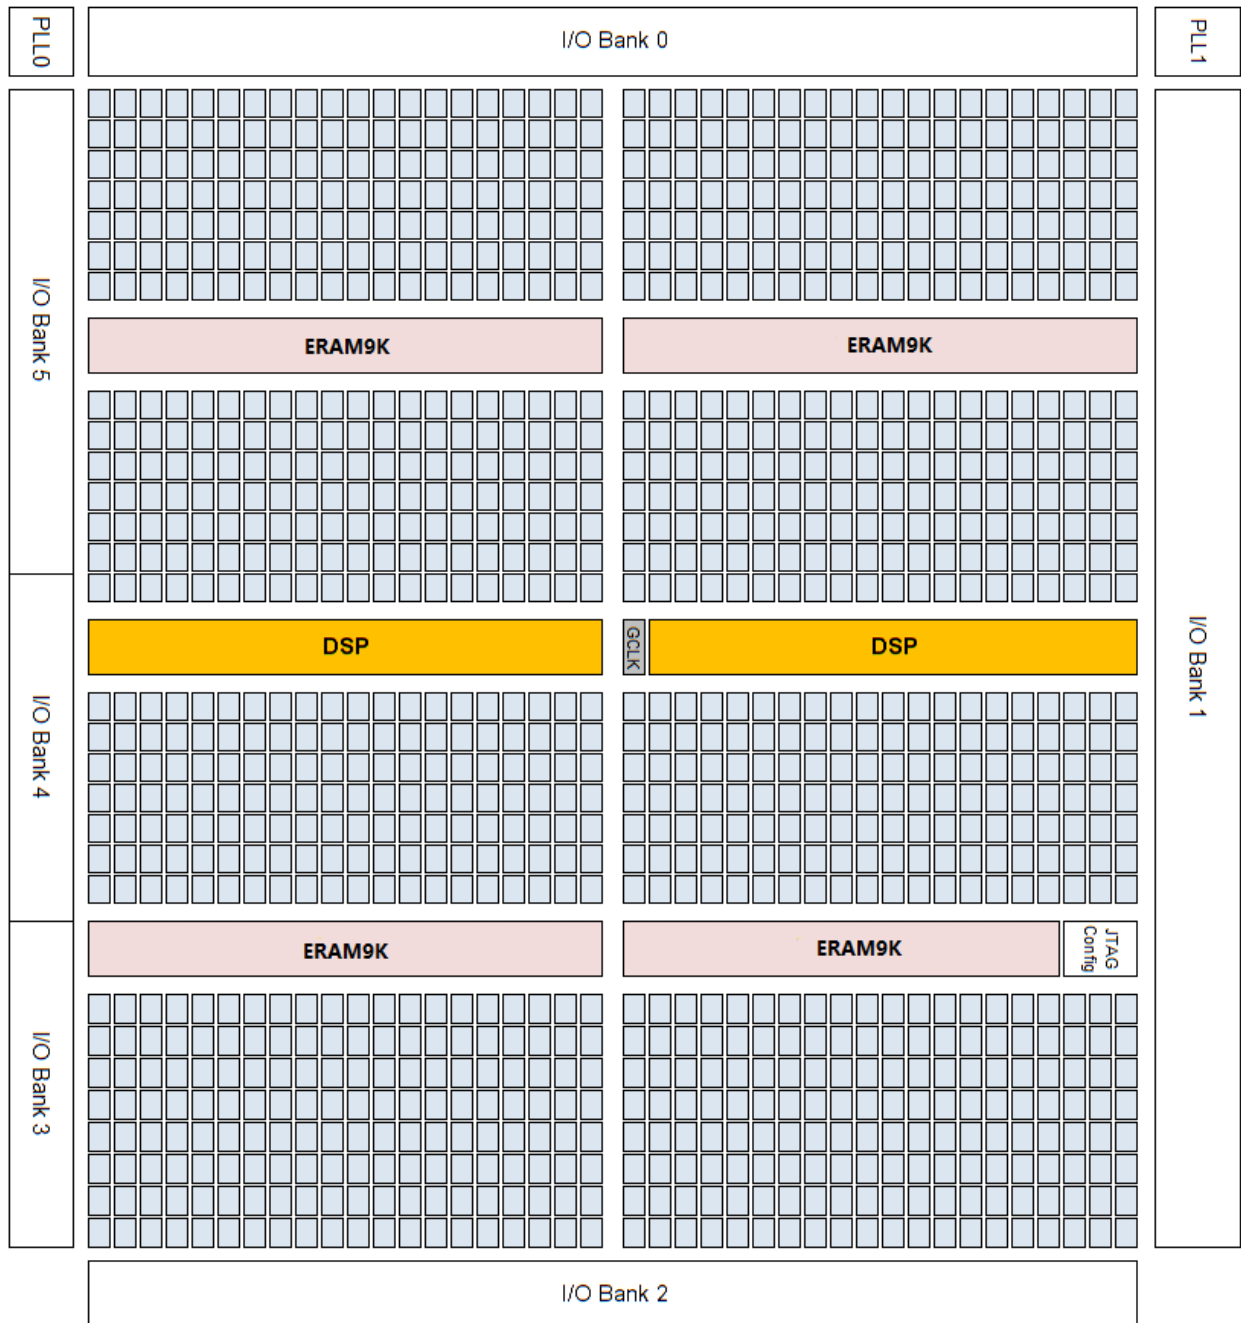 PLL0
I/O Bank 0
PLL1
I/O Bank 5
ERAM9K
ERAM9K
DSP
GCLK
DSP
I/O Bank 1
I/O Bank 4
ERAM9K
ERAM9K
JTAG
Config
I/O Bank 3
I/O Bank 2